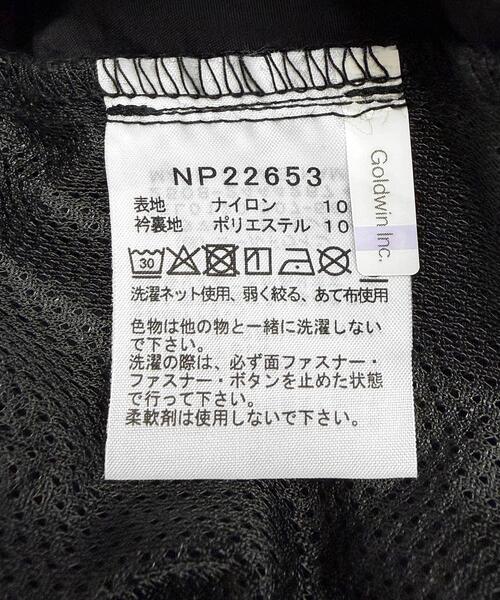 NP22653
表地 ナイロン 10
衿裏地 ポリエステル 10
Goldwin Inc.
30
洗濯ネット使用、弱く絞る、あて布使用
色物は他の物と一緒に洗濯しない
で下さい。
洗濯の際は、必ず面ファスナー・
ファスナー・ボタンを止めた状態
で行って下さい。
柔軟剤は使用しないで下さい。